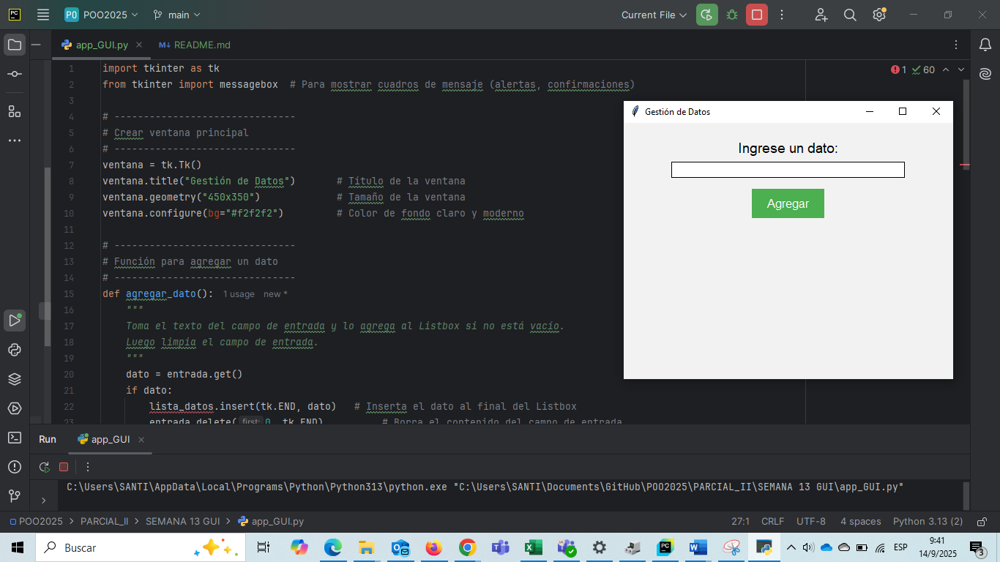 PC
P0 POO2025
main
Current File
app_GUI.py
M↓ README.md
1 import tkinter as tk
2 from tkinter import messagebox # Para mostrar cuadros de mensaje (alertas, confirmaciones)
3
4 # -------------------------------
5 # Crear ventana principal
6 # -------------------------------
7 ventana = tk.Tk()
8 ventana.title("Gestión de Datos") # Título de la ventana
9 ventana.geometry("450x350") # Tamaño de la ventana
10 ventana.configure(bg="#f2f2f2") # Color de fondo claro y moderno
11
12 # -------------------------------
13 # Función para agregar un dato
14 # -------------------------------
15 def agregar_dato(): 1 usage new *
16 """
17 Toma el texto del campo de entrada y lo agrega al Listbox si no está vacío.
18 Luego limpia el campo de entrada.
19 """
20 dato = entrada.get()
21 if dato:
22 lista_datos.insert(tk.END, dato) # Inserta el dato al final del Listbox
23 entrada.delete( first: 0, tk.END) # Borra el contenido del campo de entrada
1 60
Gestión de Datos
Ingrese un dato:
Agregar
Run app_GUI
C:\Users\SANTI\AppData\Local\Programs\Python\Python313\python.exe "C:\Users\SANTI\Documents\GitHub\POO2025\PARCIAL_II\SEMANA 13 GUI\app_GUI.py"
POO2025 > PARCIAL_II > SEMANA 13 GUI > app_GUI.py
27:1 CRLF UTF-8 4 spaces Python 3.13 (2)
Buscar
ESP
9:41
14/9/2025
3